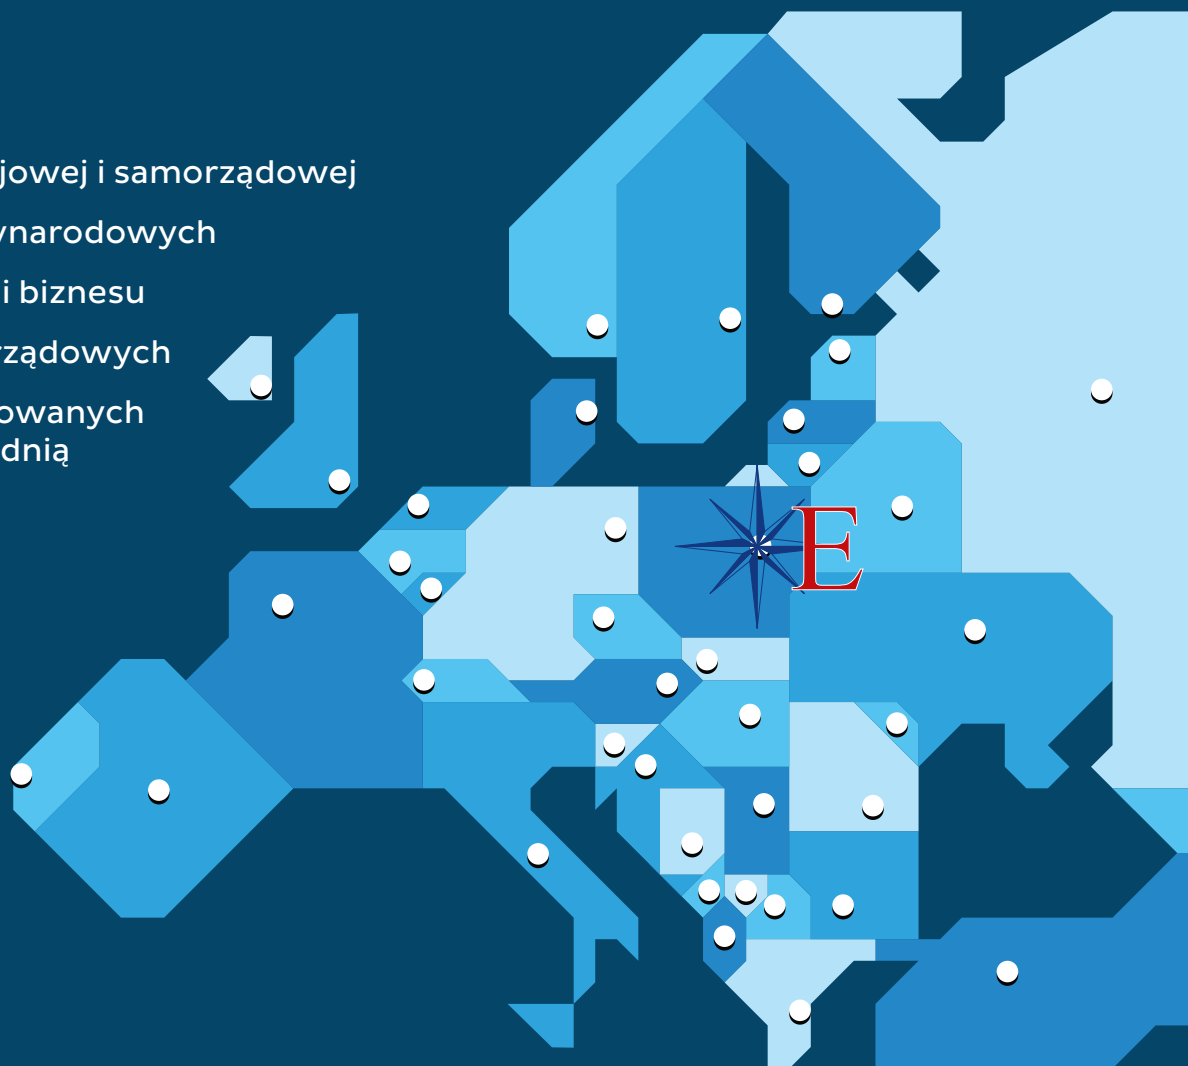 jowej i samorządowej
ynarodowych
i biznesu
rządowych
owanych
dnią
E